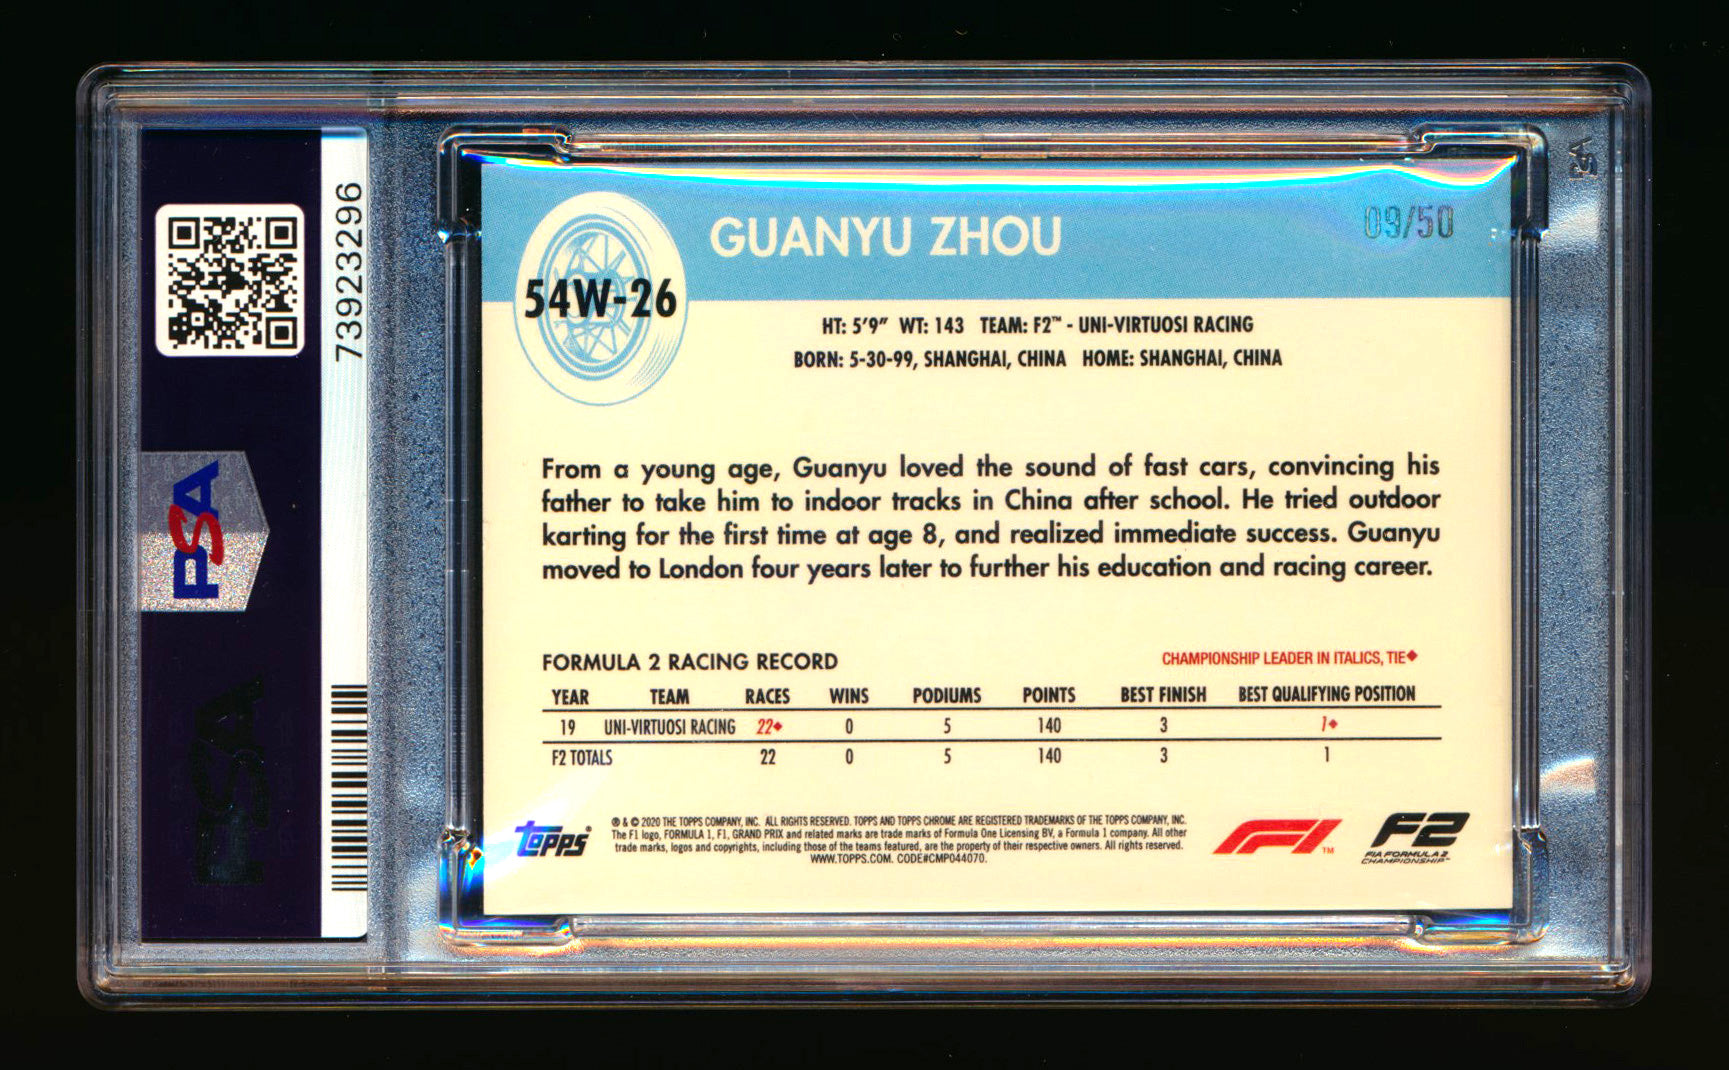 73923296
PSA
PSA
PSA
GUANYU ZHOU
09/50
54W-26
HT: 5'9" WT: 143 TEAM: F2™ - UNI-VIRTUOSI RACING
BORN: 5-30-99, SHANGHAI, CHINA HOME: SHANGHAI, CHINA
From a young age, Guanyu loved the sound of fast cars, convincing his
father to take him to indoor tracks in China after school. He tried outdoor
karting for the first time at age 8, and realized immediate success. Guanyu
moved to London four years later to further his education and racing career.
FORMULA 2 RACING RECORD
CHAMPIONSHIP LEADER IN ITALICS, TIE◆
YEAR TEAM RACES WINS PODIUMS POINTS BEST FINISH BEST QUALIFYING POSITION
19 UNI-VIRTUOSI RACING 22◆ 0 5 140 3 1◆
F2 TOTALS 22 0 5 140 3 1
topps®
® & © 2020 THE TOPPS COMPANY, INC. ALL RIGHTS RESERVED. TOPPS AND TOPPS CHROME ARE REGISTERED TRADEMARKS OF THE TOPPS COMPANY, INC.
The F1 logo, FORMULA 1, F1, GRAND PRIX and related marks are trade marks of Formula One Licensing BV, a Formula 1 company. All other
trade marks, logos and copyrights, including those of the teams featured, are the property of their respective owners. All rights reserved.
WWW.TOPPS.COM. CODE#CMP044070.
F1™
F2
FIA FORMULA 2
CHAMPIONSHIP™